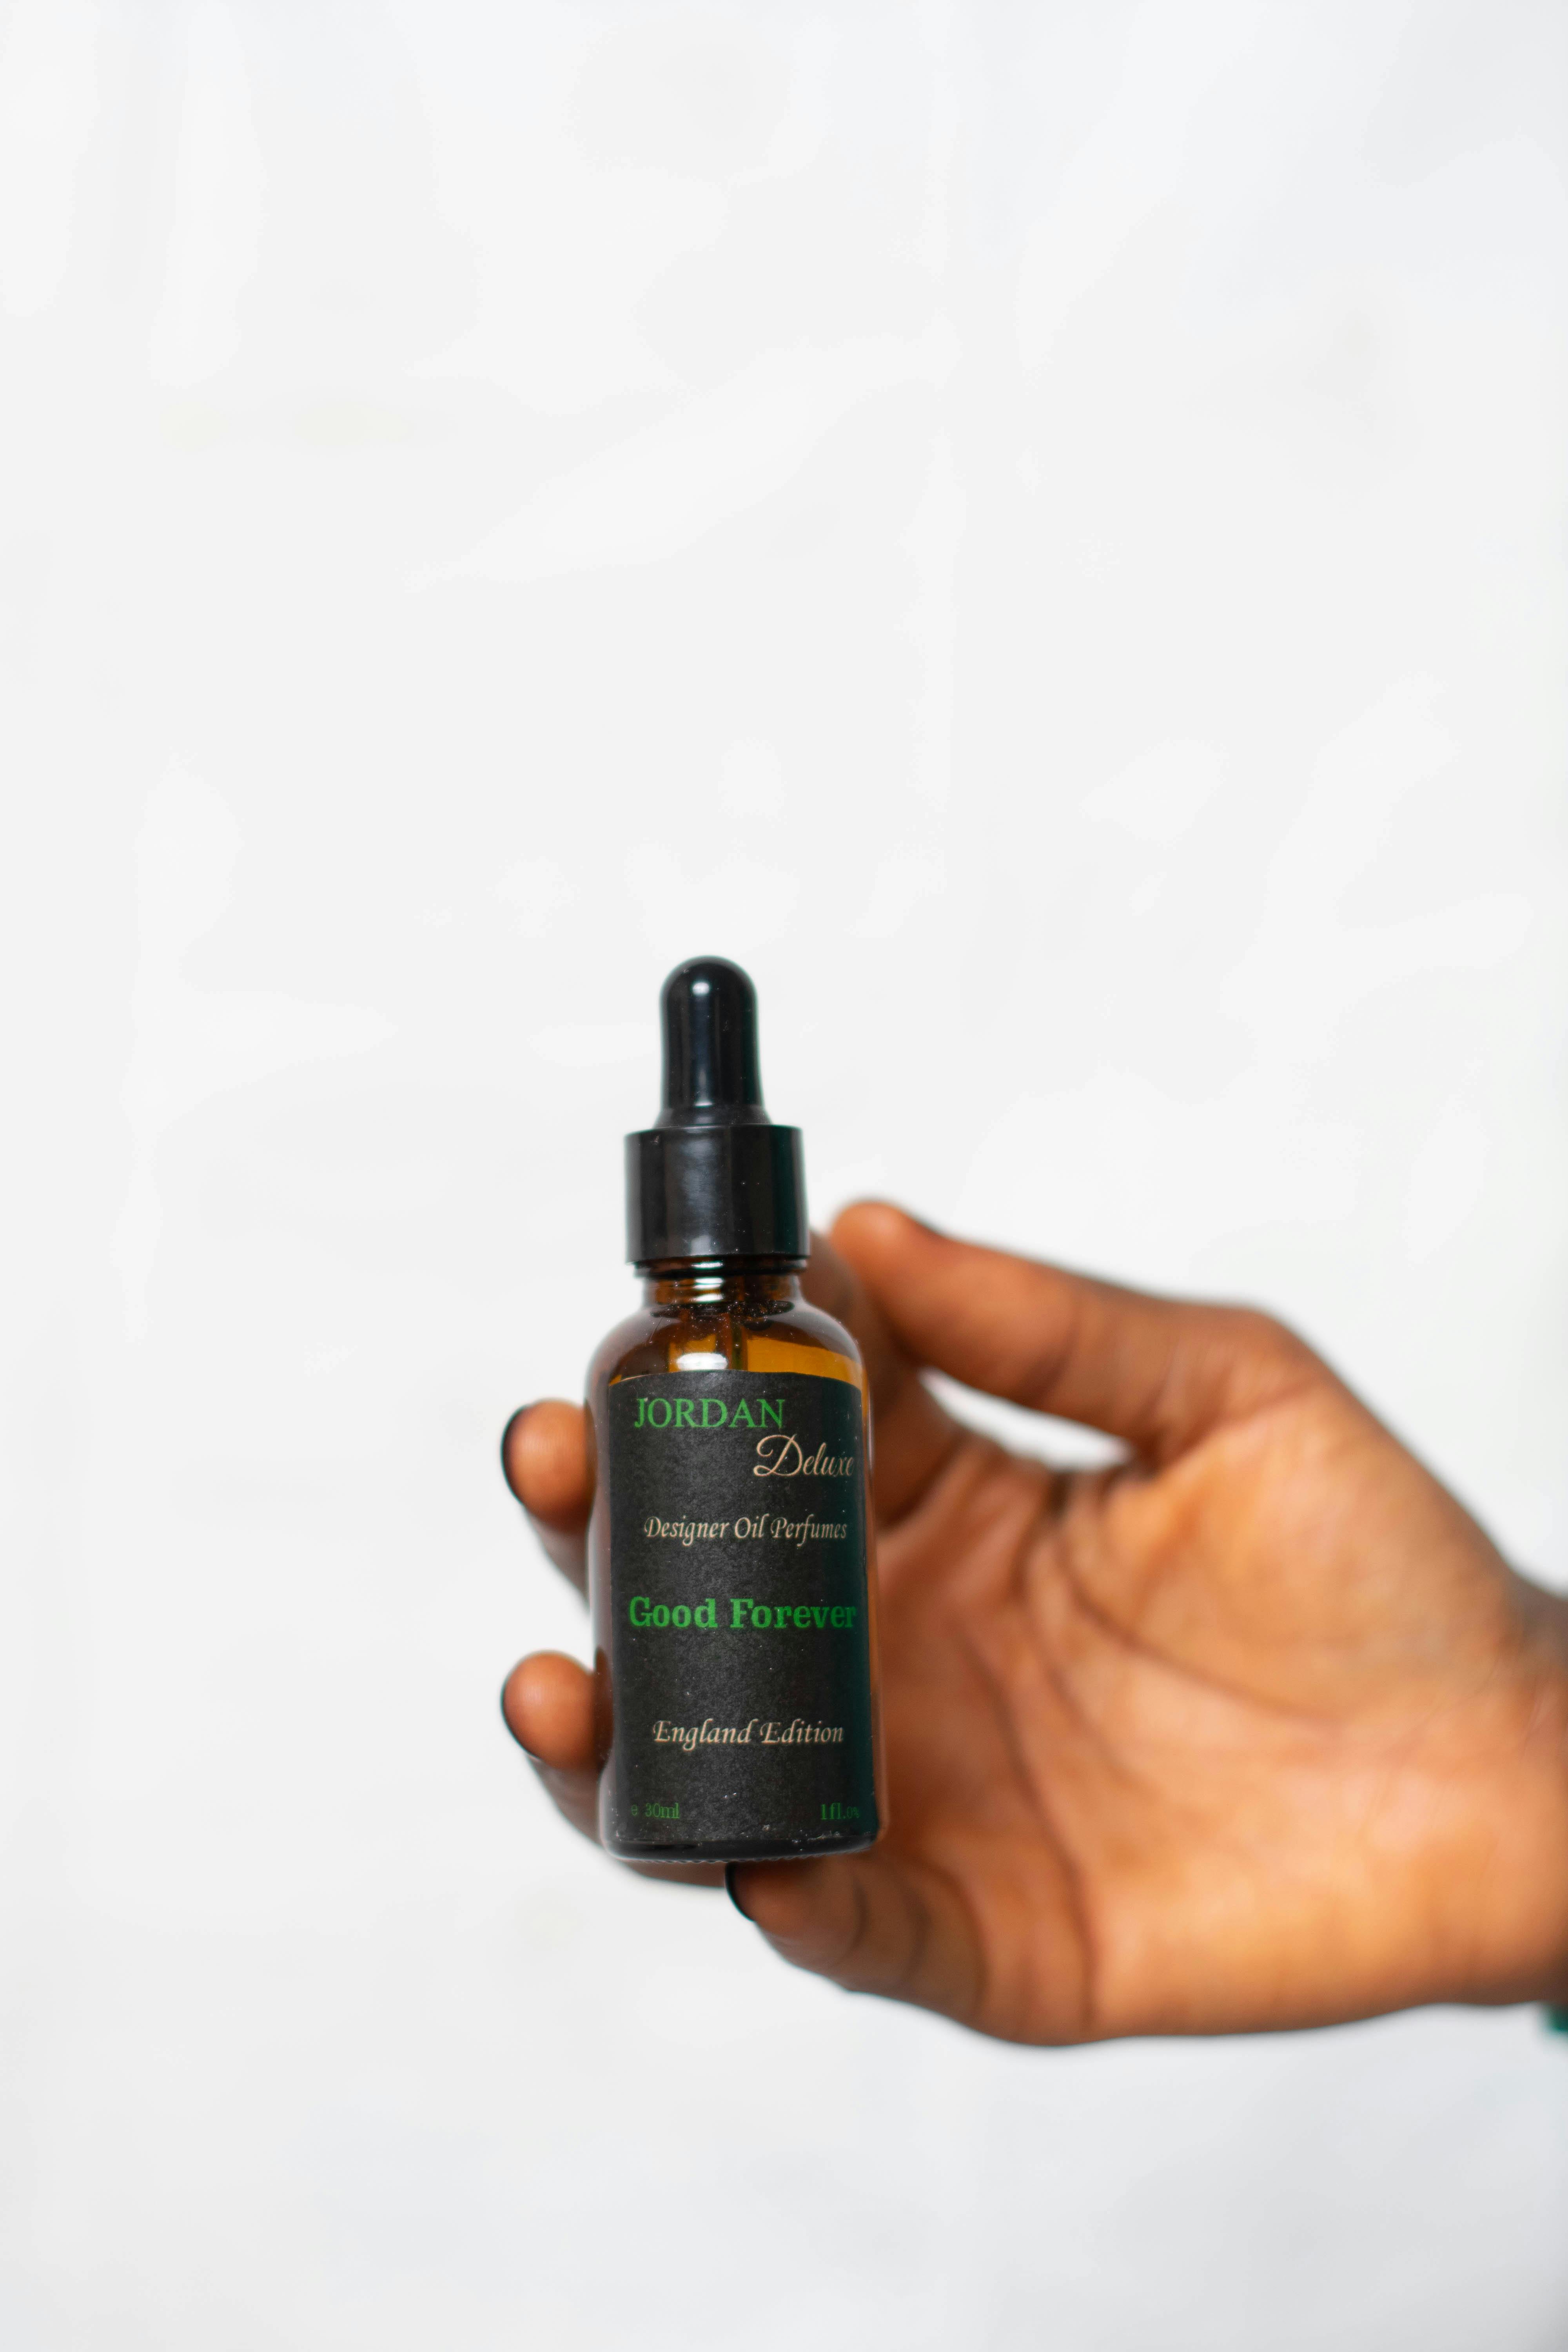 JORDAN
Deluxe
Designer Oil Perfumes
Good Forever
England Edition
e 30ml 1fl.oz